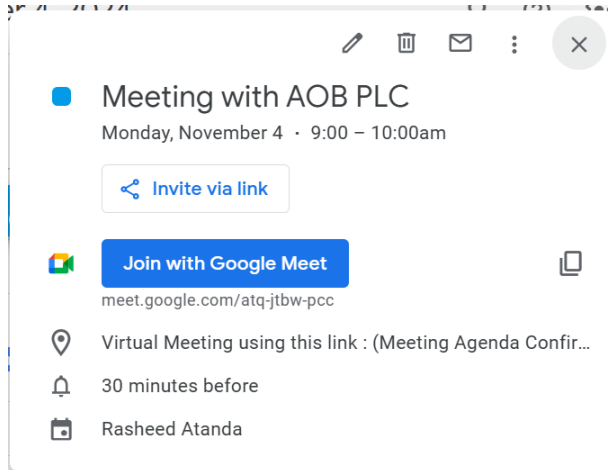 Meeting with AOB PLC
Monday, November 4 · 9:00 – 10:00am
Invite via link
Join with Google Meet
meet.google.com/atq-jtbw-pcc
Virtual Meeting using this link : (Meeting Agenda Confir...
30 minutes before
Rasheed Atanda